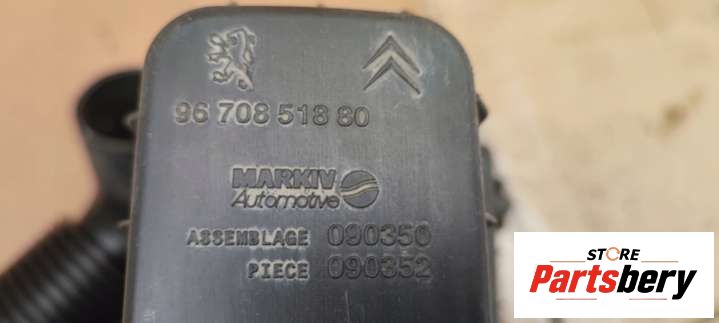 96 708 518 80
MARKIV
Automotive
ASSEMBLAGE 090350
PIECE 090352
STORE
Partsbery